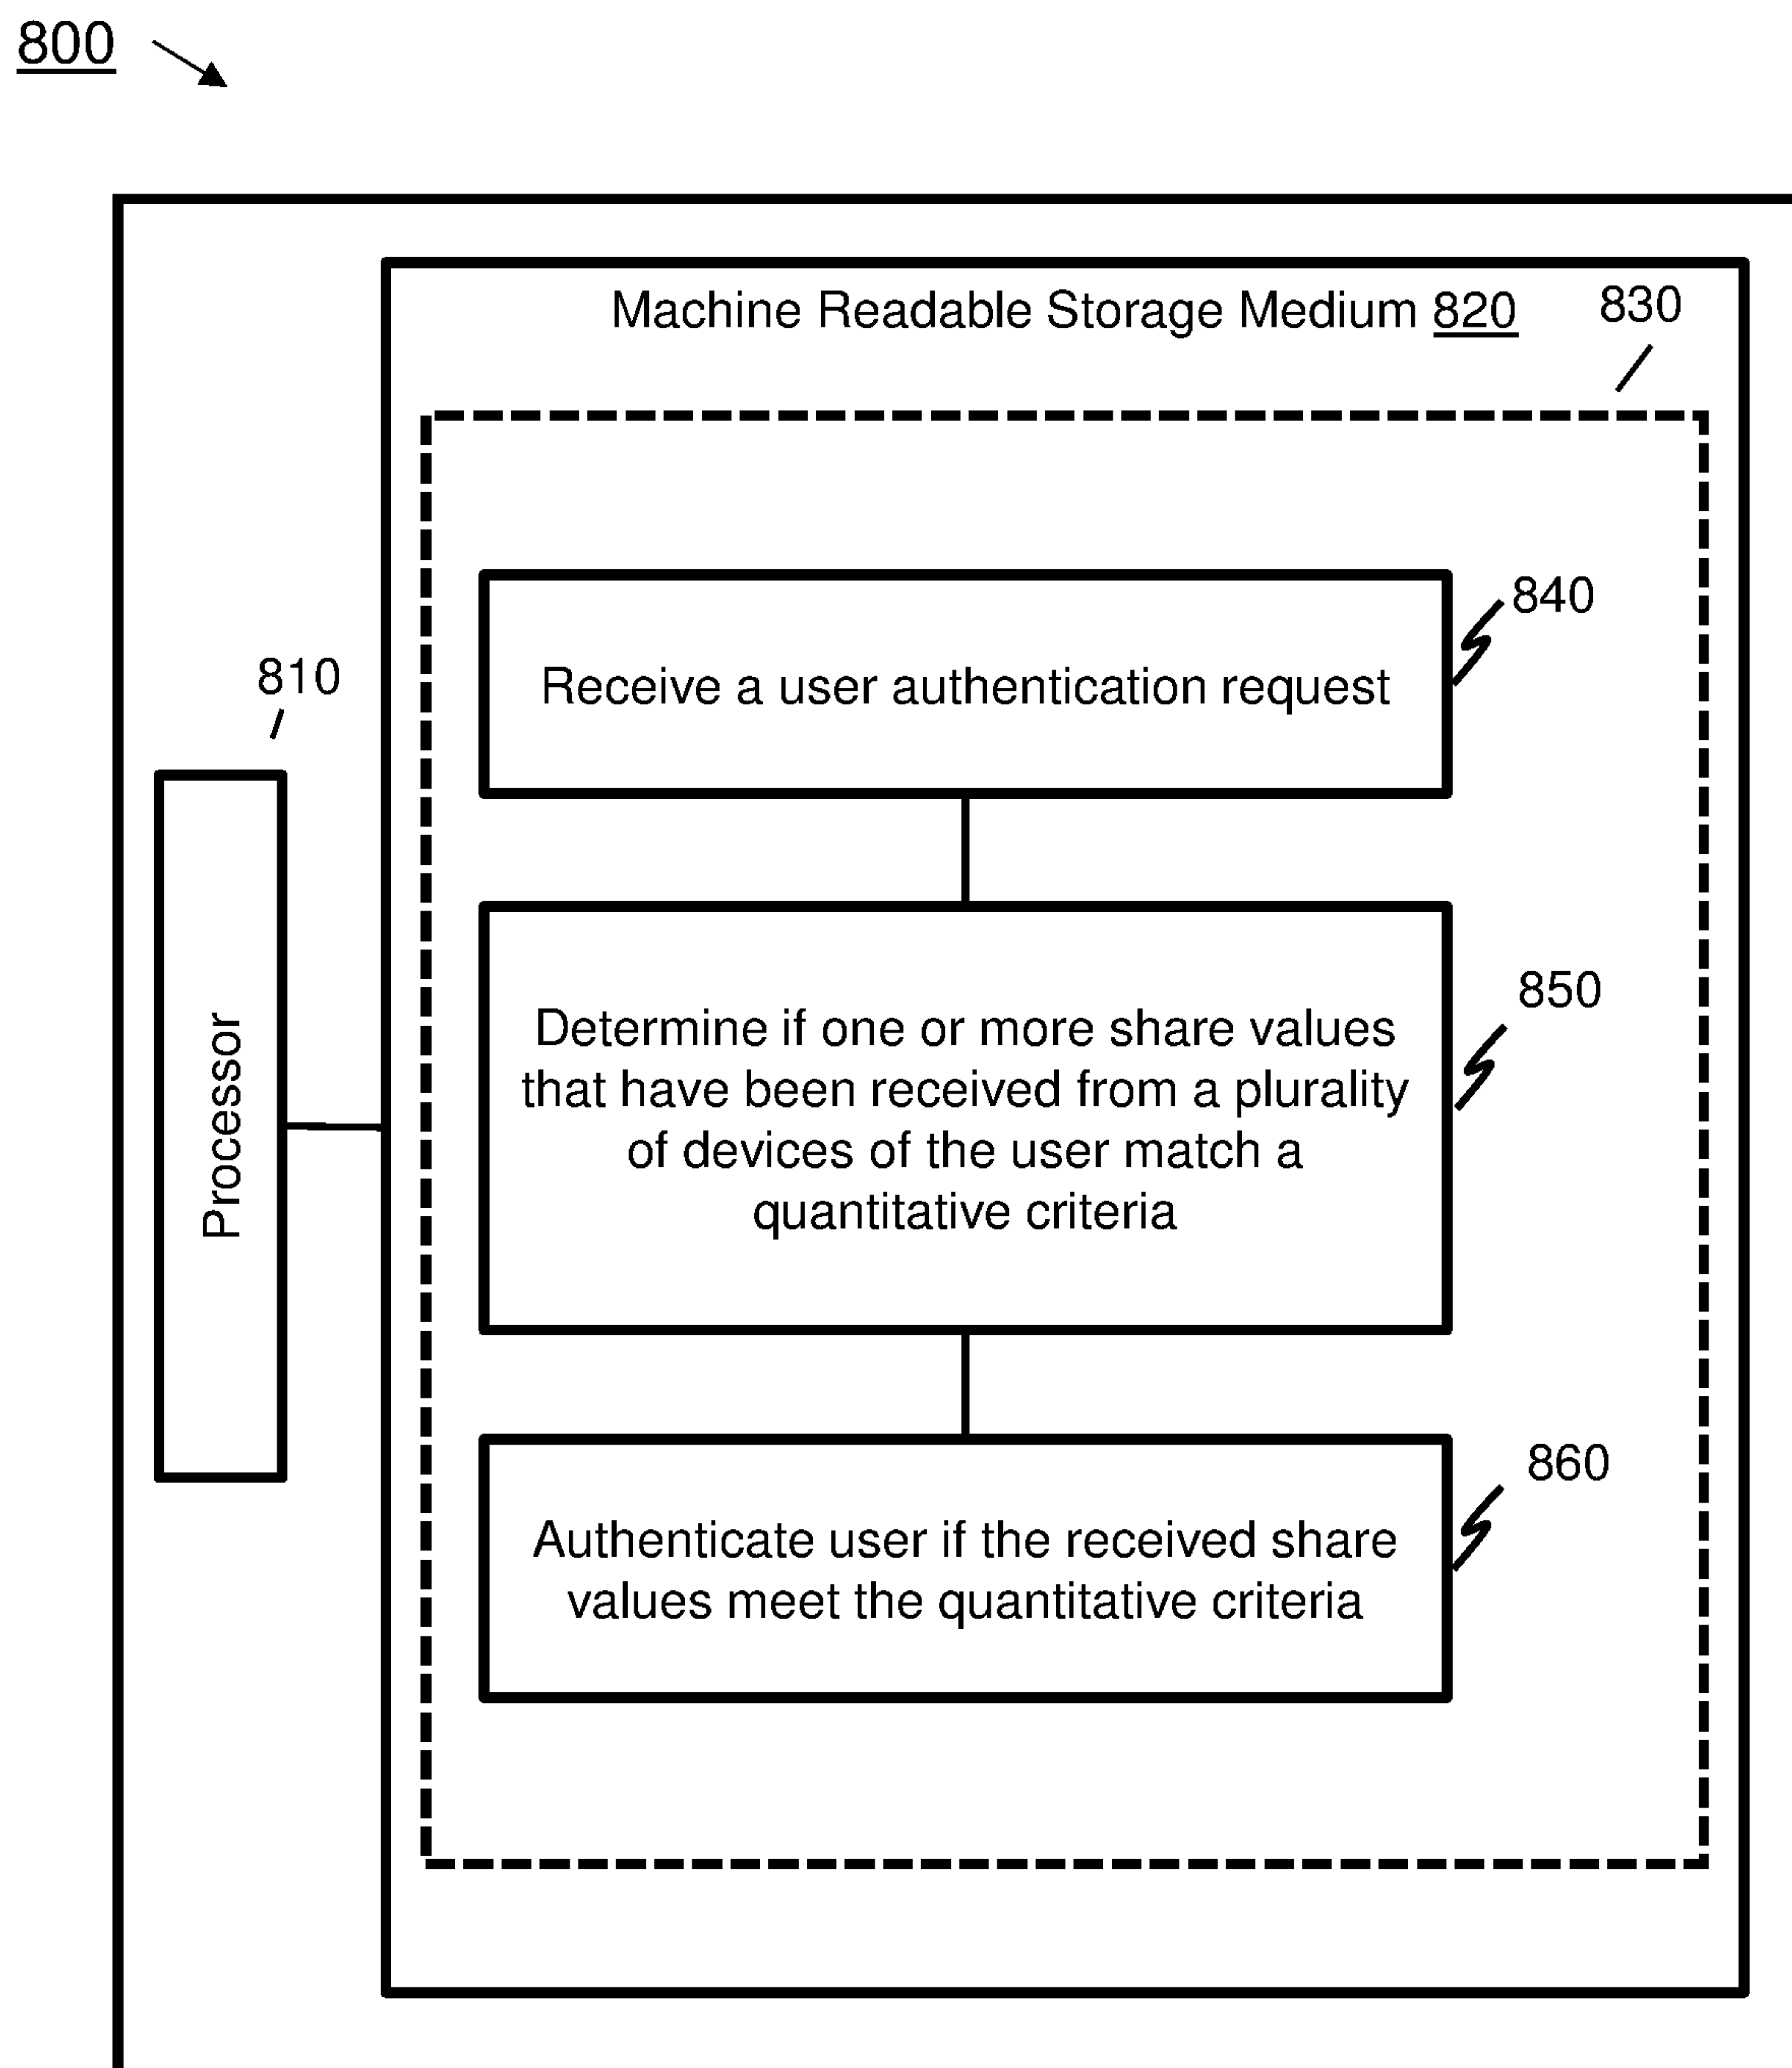 800
Machine Readable Storage Medium 820
830
840
Receive a user authentication request
810
Processor
850
Determine if one or more share values
that have been received from a plurality
of devices of the user match a
quantitative criteria
860
Authenticate user if the received share
values meet the quantitative criteria